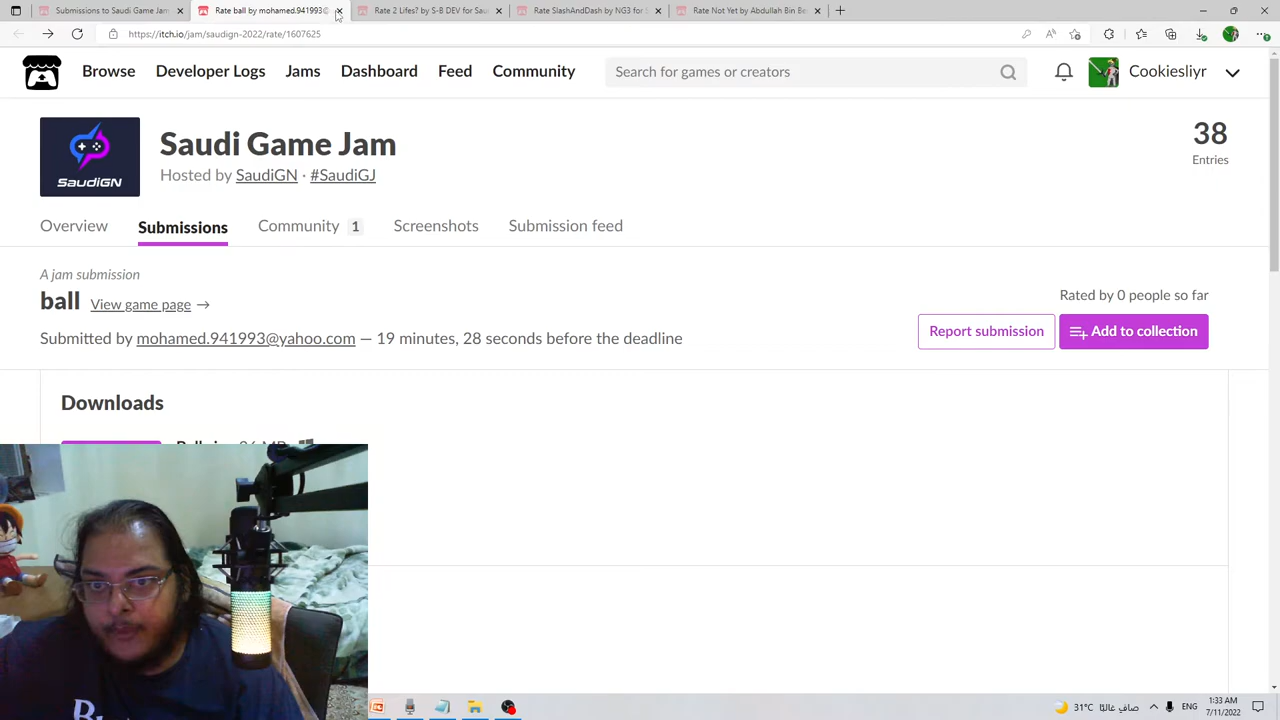 Submissions to Saudi Game Jam
Rate ball by mohamed.941993@
Rate 2 Lifes? by S-B DEV for Sau
Rate SlashAndDash by NG3 for S
Rate Not Yet by Abdullah Bin Be
https://itch.io/jam/saudign-2022/rate/1607625
Browse
Developer Logs
Jams
Dashboard
Feed
Community
Search for games or creators
Cookiesliyr
SaudiGN
Saudi Game Jam
Hosted by SaudiGN · #SaudiGJ
38
Entries
Overview
Submissions
Community 1
Screenshots
Submission feed
A jam submission
ball View game page →
Submitted by mohamed.941993@yahoo.com — 19 minutes, 28 seconds before the deadline
Rated by 0 people so far
Report submission
Add to collection
Downloads
31°C صافي غالبًا
ENG
1:33 AM
7/11/2022